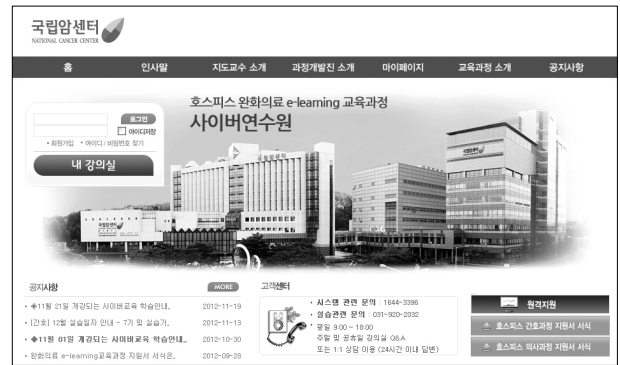 국립암센터
NATIONAL CANCER CENTER
홈 인사말 지도교수 소개 과정개발진 소개 마이페이지 교육과정 소개 공지사항
호스피스 완화의료 e-learning 교육과정
사이버연수원
로그인
아이디저장
• 회원가입 • 아이디 / 비밀번호 찾기
내 강의실
국립암센터
공지사항 MORE
• ◈11월 21일 개강되는 사이버교육 학습안내. 2012-11-19
• [간호] 12월 실습일자 안내 - 7기 및 실습기. 2012-11-13
• ◈11월 01일 개강되는 사이버교육 학습안내.. 2012-10-30
• 완화의료 e-learning교육과정 지원서 서식은. 2012-09-28
고객센터
• 시스템 관련 문의 : 1644-3396
• 실습관련 문의 : 031-920-2032
• 평일 9:00 ~ 18:00
주말 및 공휴일 강의실 Q&A
또는 1:1 상담 이용 (24시간 이내 답변)
원격지원
호스피스 간호과정 지원서 서식
호스피스 의사과정 지원서 서식